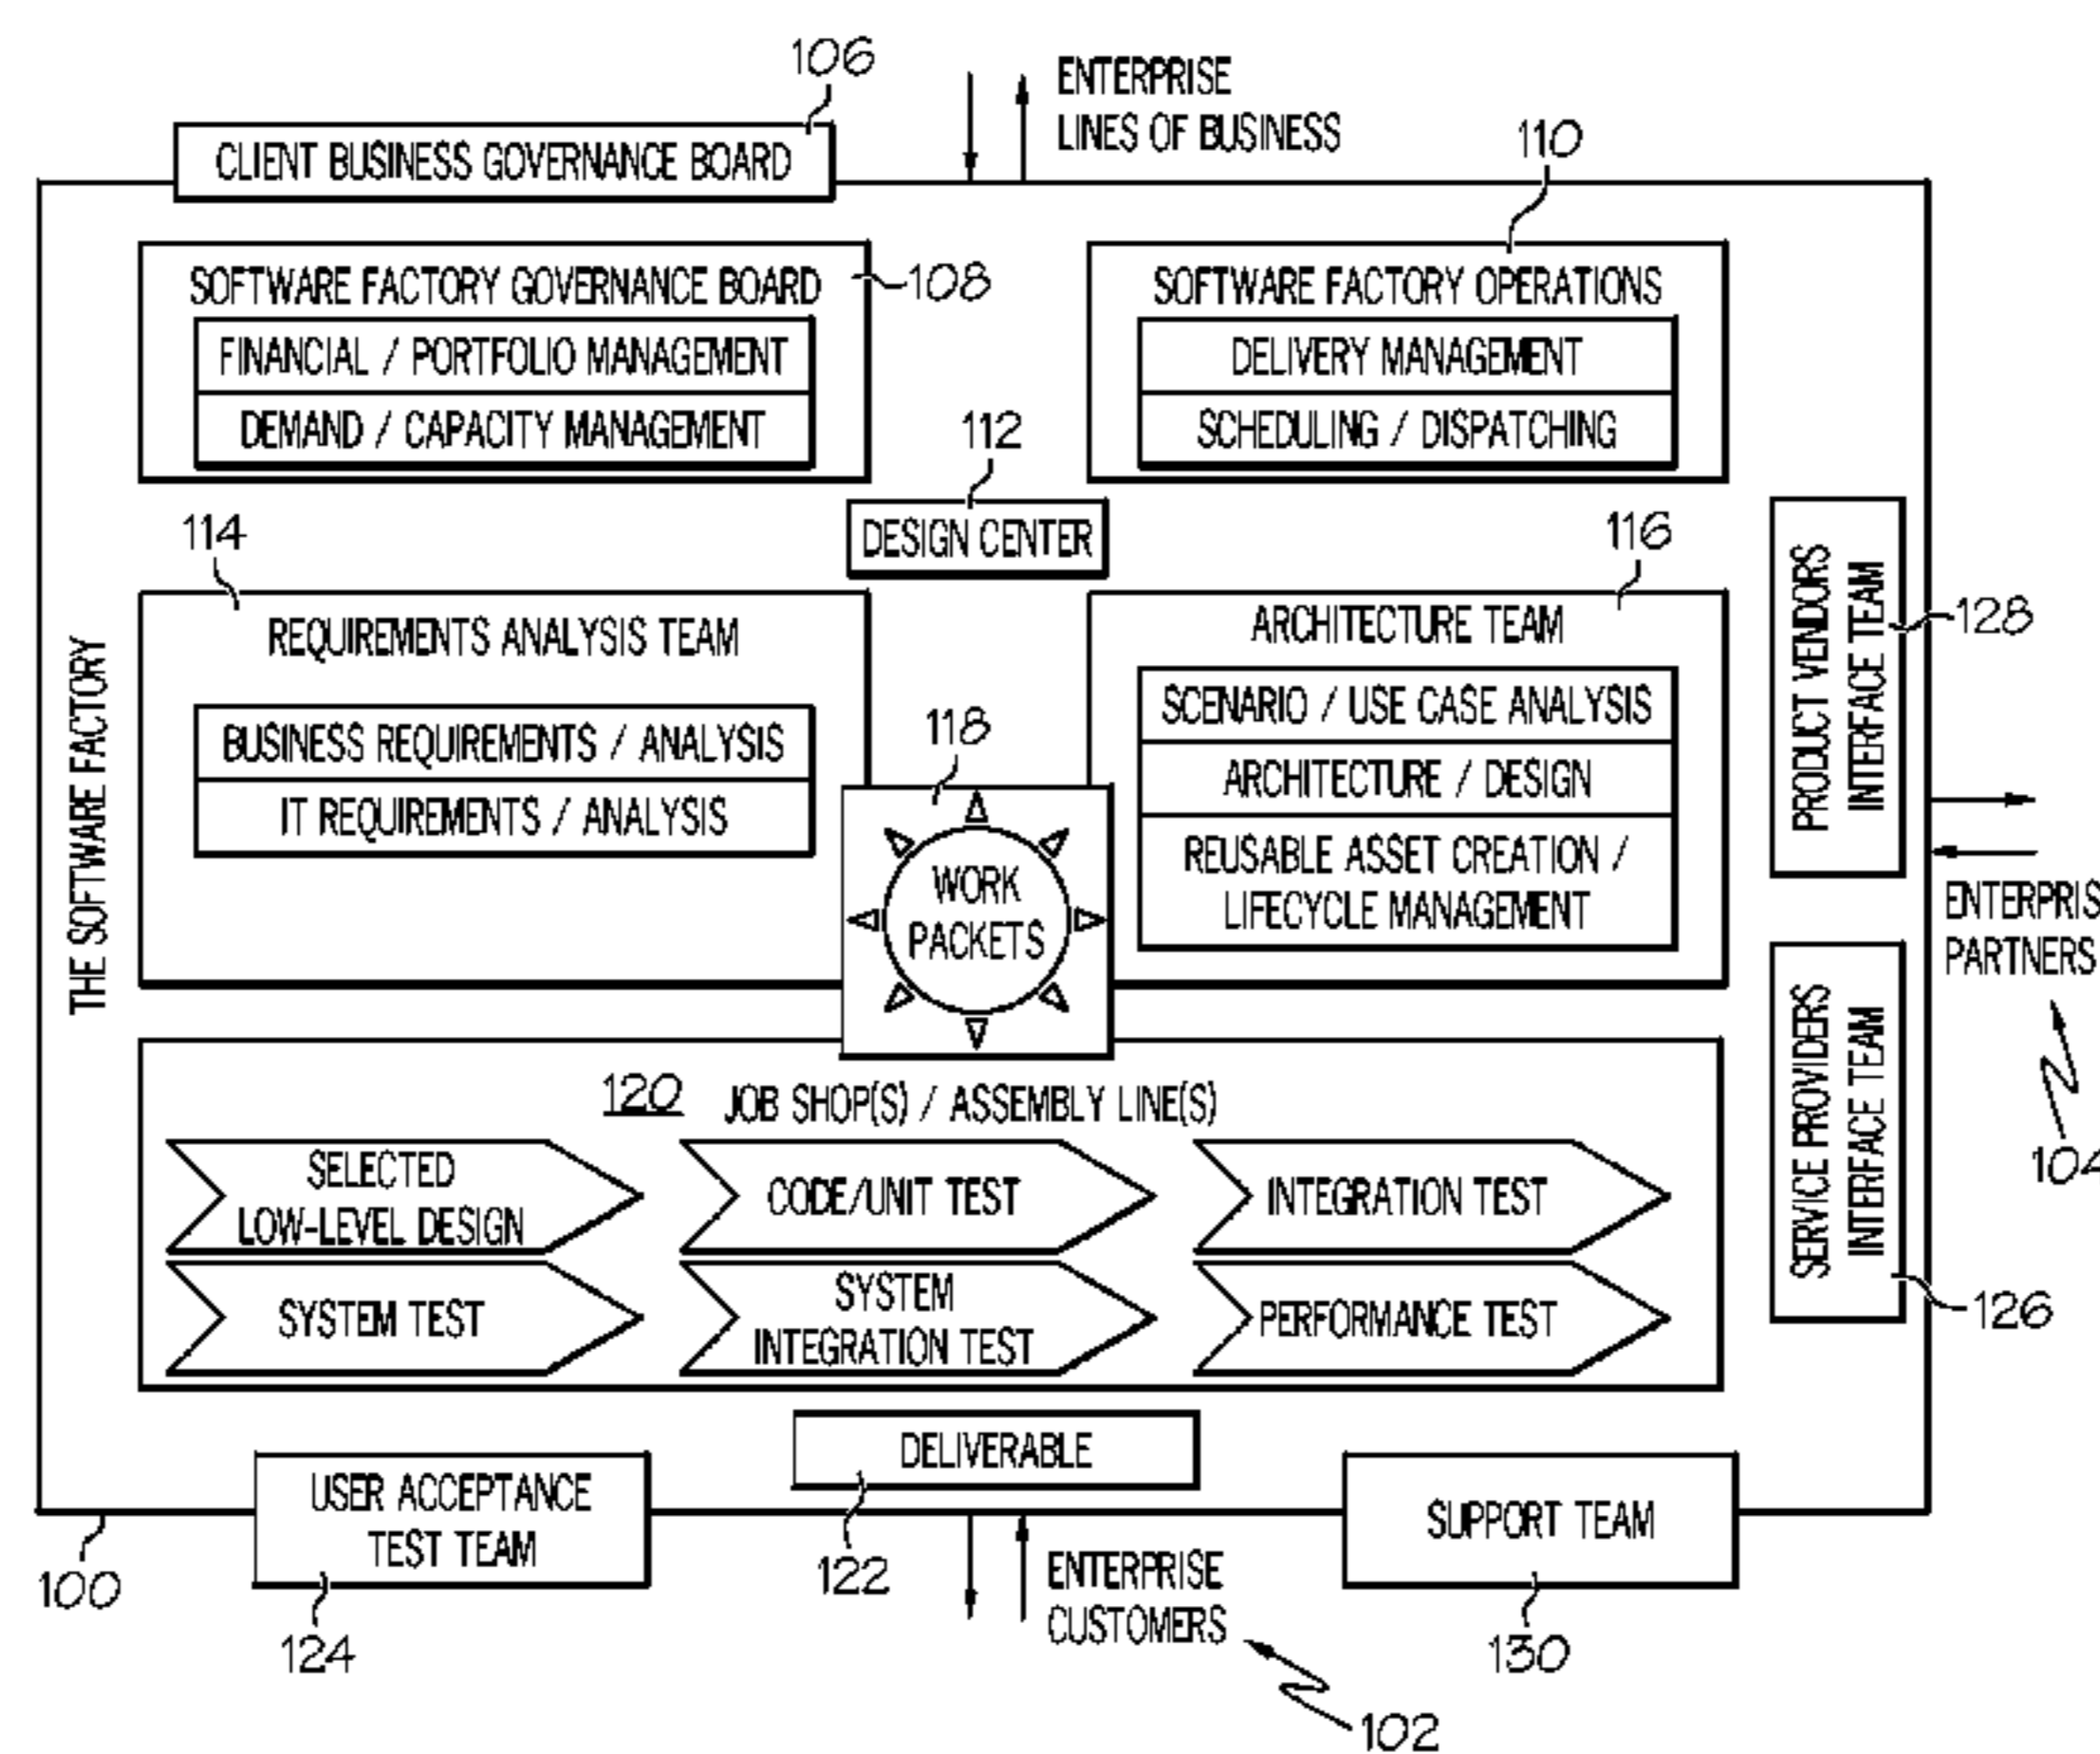 106
ENTERPRISE
LINES OF BUSINESS
CLIENT BUSINESS GOVERNANCE BOARD
110
SOFTWARE FACTORY GOVERNANCE BOARD
108
FINANCIAL / PORTFOLIO MANAGEMENT
DEMAND / CAPACITY MANAGEMENT
SOFTWARE FACTORY OPERATIONS
DELIVERY MANAGEMENT
SCHEDULING / DISPATCHING
112
DESIGN CENTER
114
REQUIREMENTS ANALYSIS TEAM
BUSINESS REQUIREMENTS / ANALYSIS
IT REQUIREMENTS / ANALYSIS
116
ARCHITECTURE TEAM
SCENARIO / USE CASE ANALYSIS
ARCHITECTURE / DESIGN
REUSABLE ASSET CREATION /
LIFECYCLE MANAGEMENT
118
WORK
PACKETS
THE SOFTWARE FACTORY
PRODUCT VENDORS
INTERFACE TEAM
128
ENTERPRIS
PARTNERS
104
SERVICE PROVIDERS
INTERFACE TEAM
126
120
JOB SHOP(S) / ASSEMBLY LINE(S)
SELECTED
LOW-LEVEL DESIGN
CODE/UNIT TEST
INTEGRATION TEST
SYSTEM TEST
SYSTEM
INTEGRATION TEST
PERFORMANCE TEST
DELIVERABLE
122
USER ACCEPTANCE
TEST TEAM
124
100
ENTERPRISE
CUSTOMERS
102
SUPPORT TEAM
130